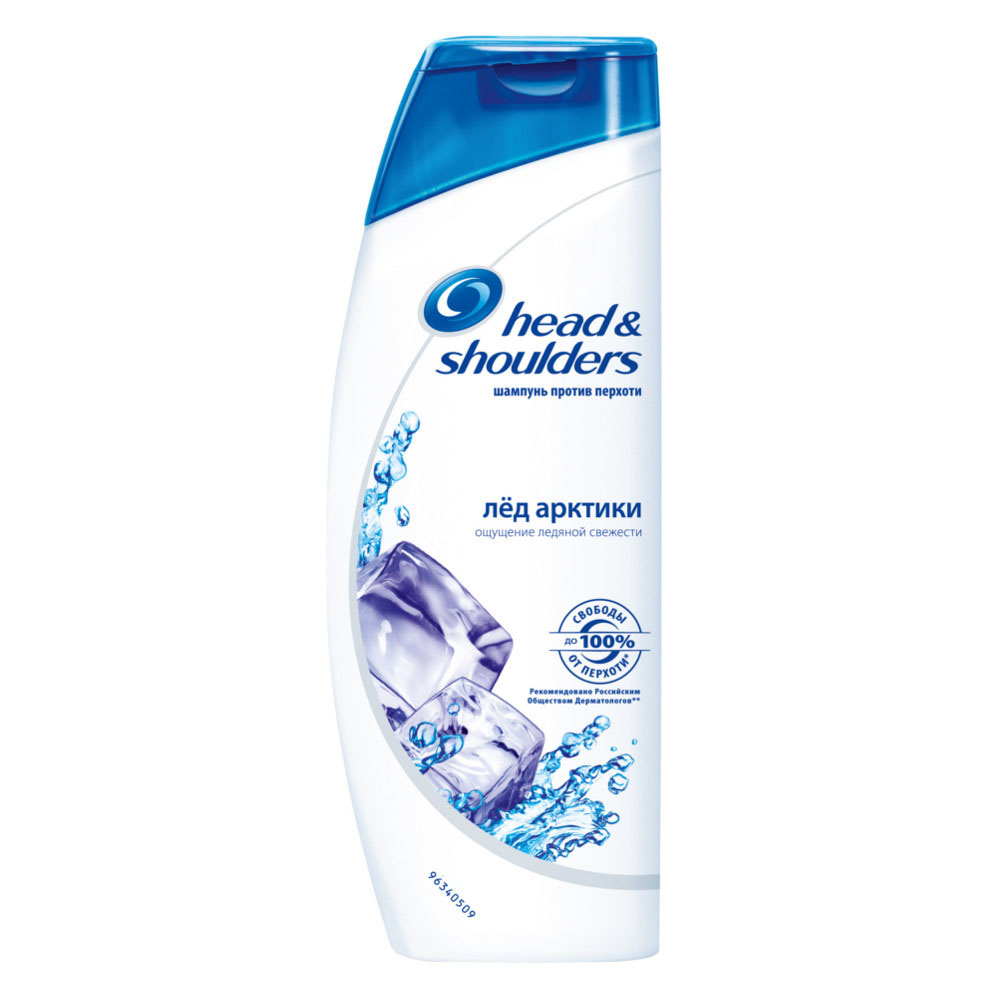 head &
shoulders
шампунь против перхоти
лёд арктики
ощущение ледяной свежести
СВОБОДЫ
до 100%
ОТ ПЕРХОТИ*
Рекомендовано Российским
Обществом Дерматологов**
96340509